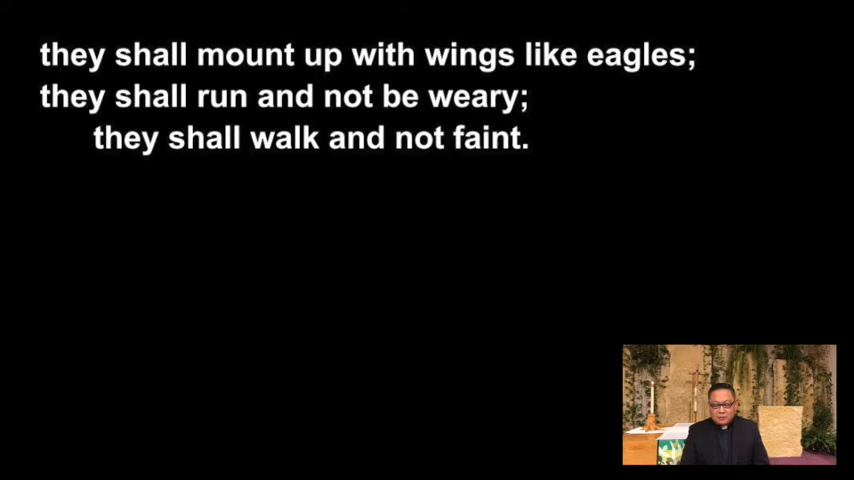 they shall mount up with wings like eagles;
they shall run and not be weary;
they shall walk and not faint.